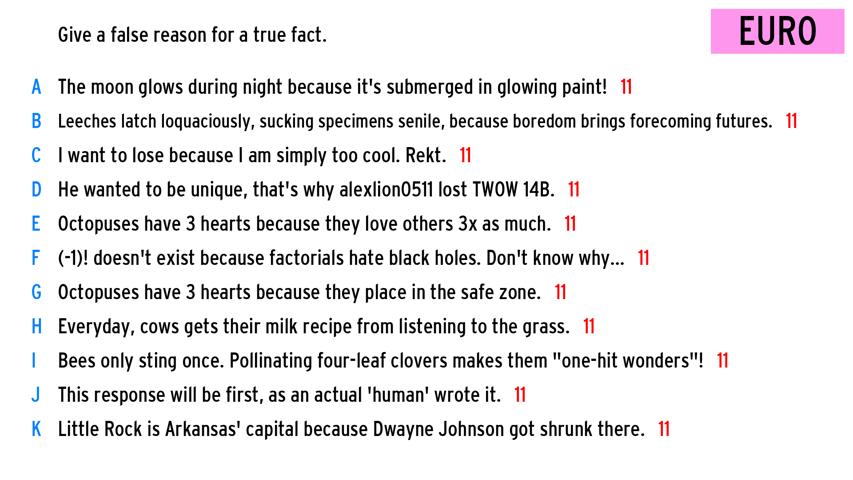 Give a false reason for a true fact.
EURO
A The moon glows during night because it's submerged in glowing paint! 11
B Leeches latch loquaciously, sucking specimens senile, because boredom brings forecoming futures. 11
C I want to lose because I am simply too cool. Rekt. 11
D He wanted to be unique, that's why alexlion0511 lost TWOW 14B. 11
E Octopuses have 3 hearts because they love others 3x as much. 11
F (-1)! doesn't exist because factorials hate black holes. Don't know why... 11
G Octopuses have 3 hearts because they place in the safe zone. 11
H Everyday, cows gets their milk recipe from listening to the grass. 11
I Bees only sting once. Pollinating four-leaf clovers makes them "one-hit wonders"! 11
J This response will be first, as an actual 'human' wrote it. 11
K Little Rock is Arkansas' capital because Dwayne Johnson got shrunk there. 11